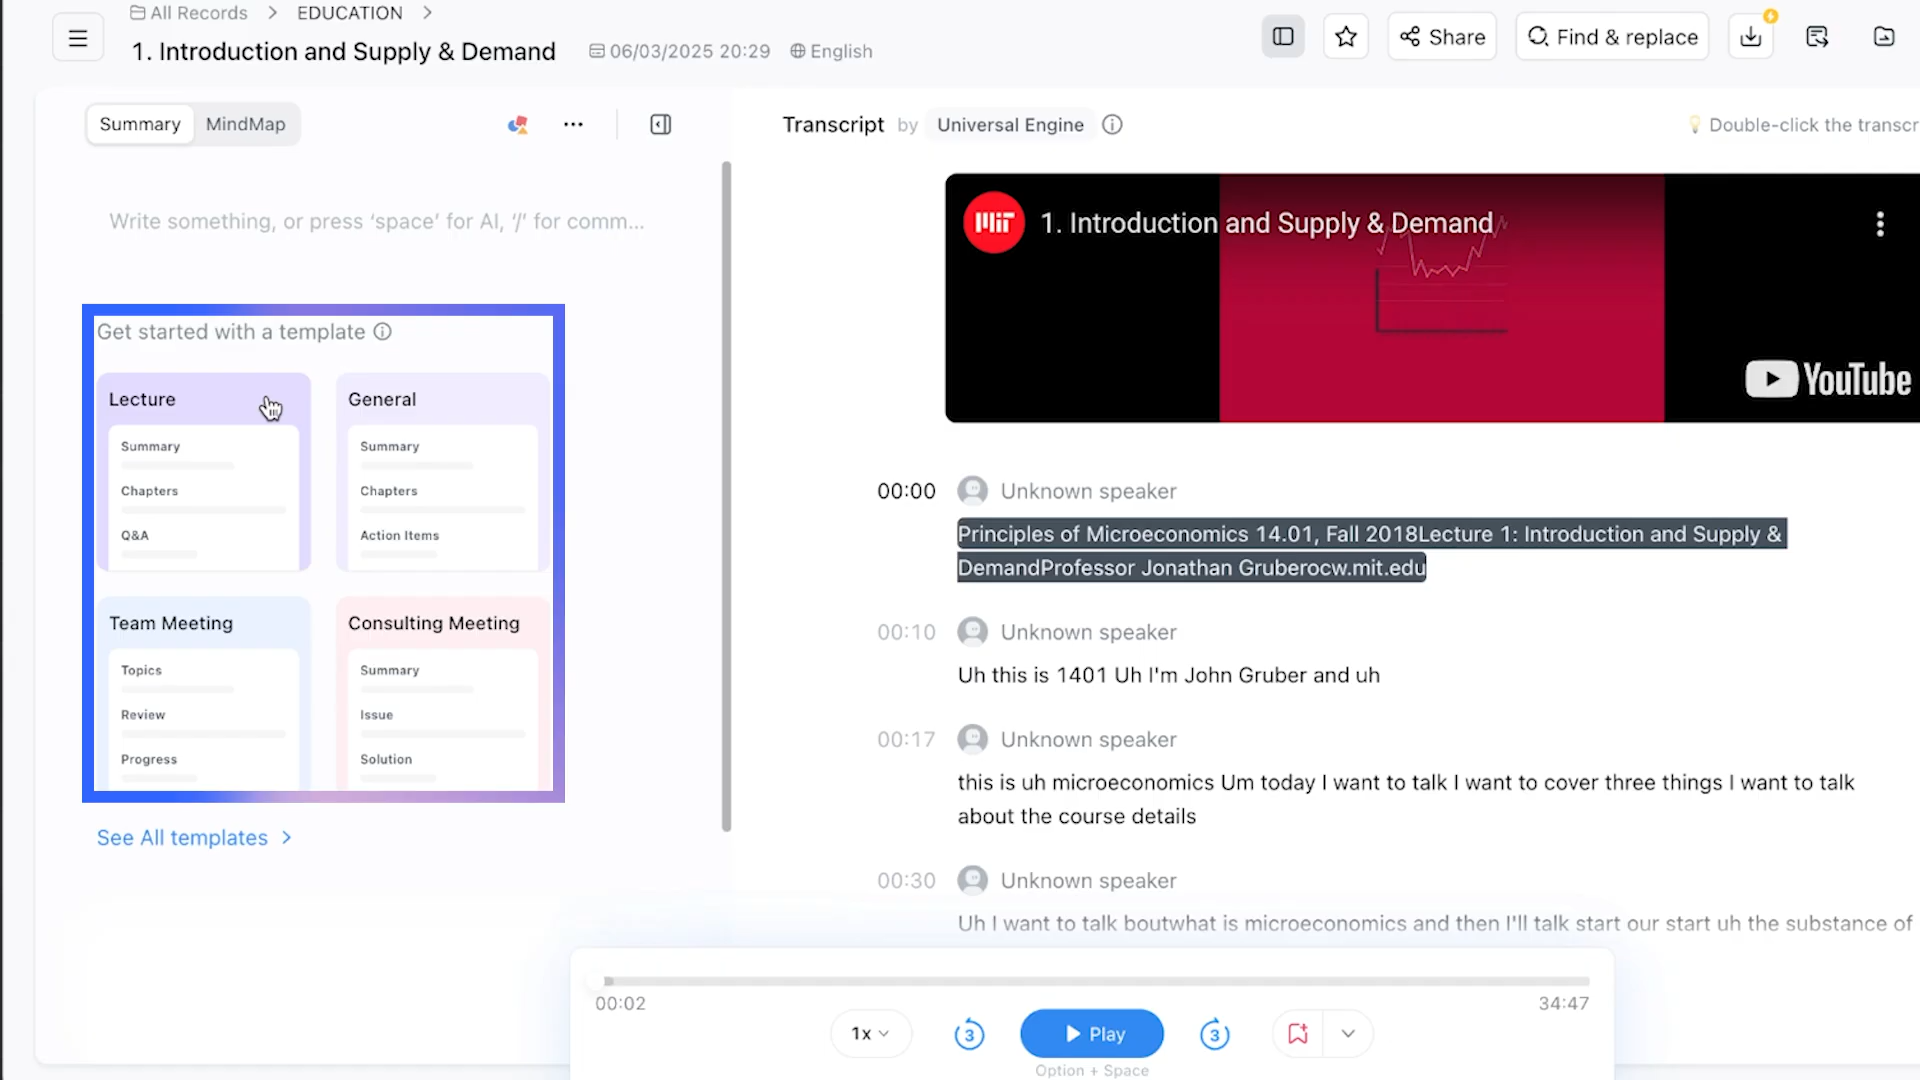 All Records > EDUCATION >
1. Introduction and Supply & Demand
06/03/2025 20:29
English
Share
Find & replace
Summary
MindMap
Write something, or press ‘space’ for AI, ‘/’ for comm...
Get started with a template
Lecture
Summary
Chapters
Q&A
General
Summary
Chapters
Action Items
Team Meeting
Topics
Review
Progress
Consulting Meeting
Summary
Issue
Solution
See All templates >
Transcript by Universal Engine
Double-click the transcr
MIT
1. Introduction and Supply & Demand
YouTube
00:00 Unknown speaker
Principles of Microeconomics 14.01, Fall 2018Lecture 1: Introduction and Supply &
DemandProfessor Jonathan Gruberocw.mit.edu
00:10 Unknown speaker
Uh this is 1401 Uh I'm John Gruber and uh
00:17 Unknown speaker
this is uh microeconomics Um today I want to talk I want to cover three things I want to talk
about the course details
00:30 Unknown speaker
Uh I want to talk boutwhat is microeconomics and then I'll talk start our start uh the substance of
00:02
34:47
1x
3
Play
3
Option + Space